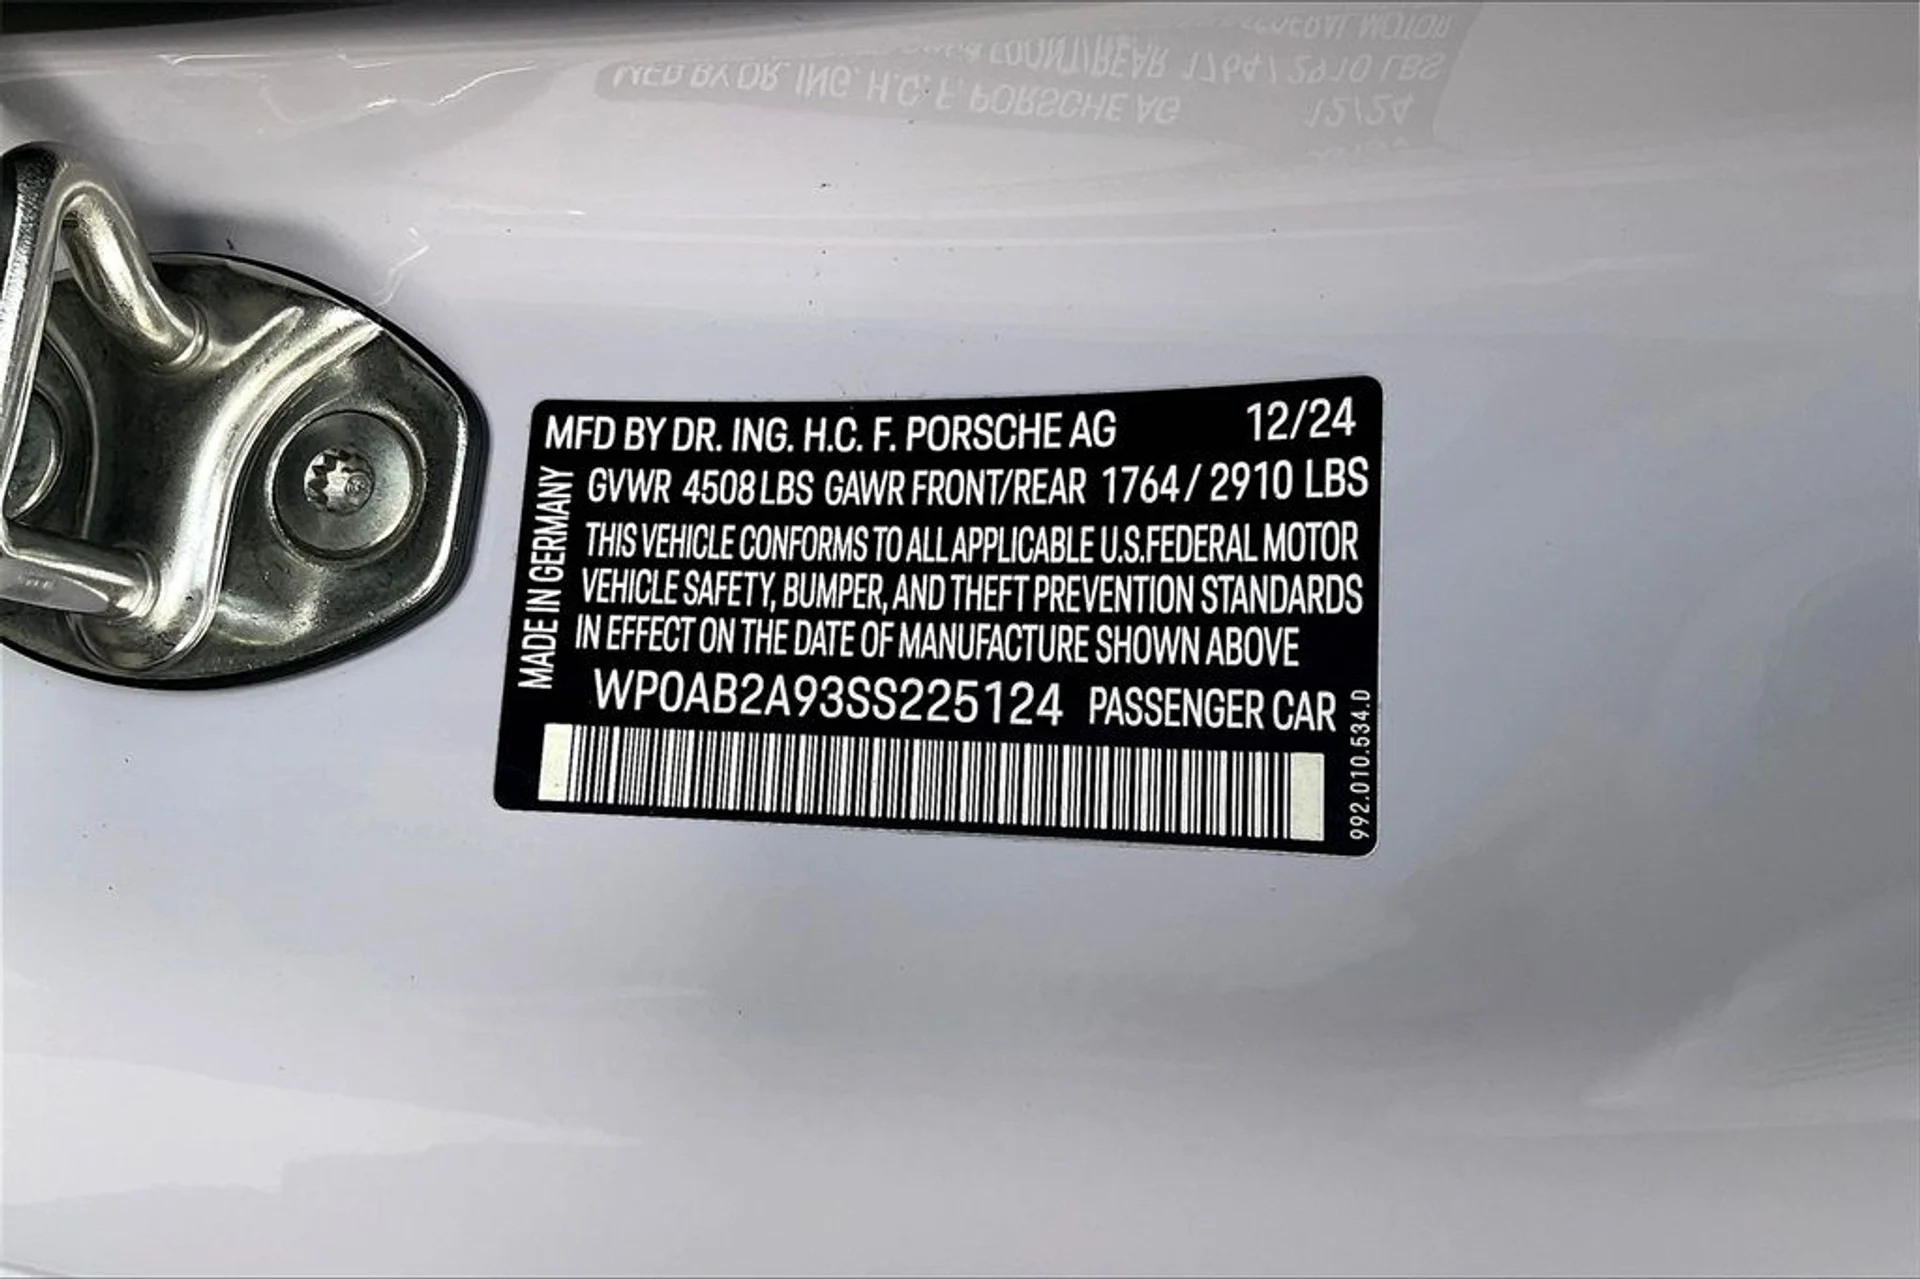 MFD BY DR. ING. H.C. F. PORSCHE AG 12/24
GVWR 4508 LBS GAWR FRONT/REAR 1764 / 2910 LBS
THIS VEHICLE CONFORMS TO ALL APPLICABLE U.S.FEDERAL MOTOR
VEHICLE SAFETY, BUMPER, AND THEFT PREVENTION STANDARDS
IN EFFECT ON THE DATE OF MANUFACTURE SHOWN ABOVE
WP0AB2A93SS225124 PASSENGER CAR
MADE IN GERMANY
992.010.534.D